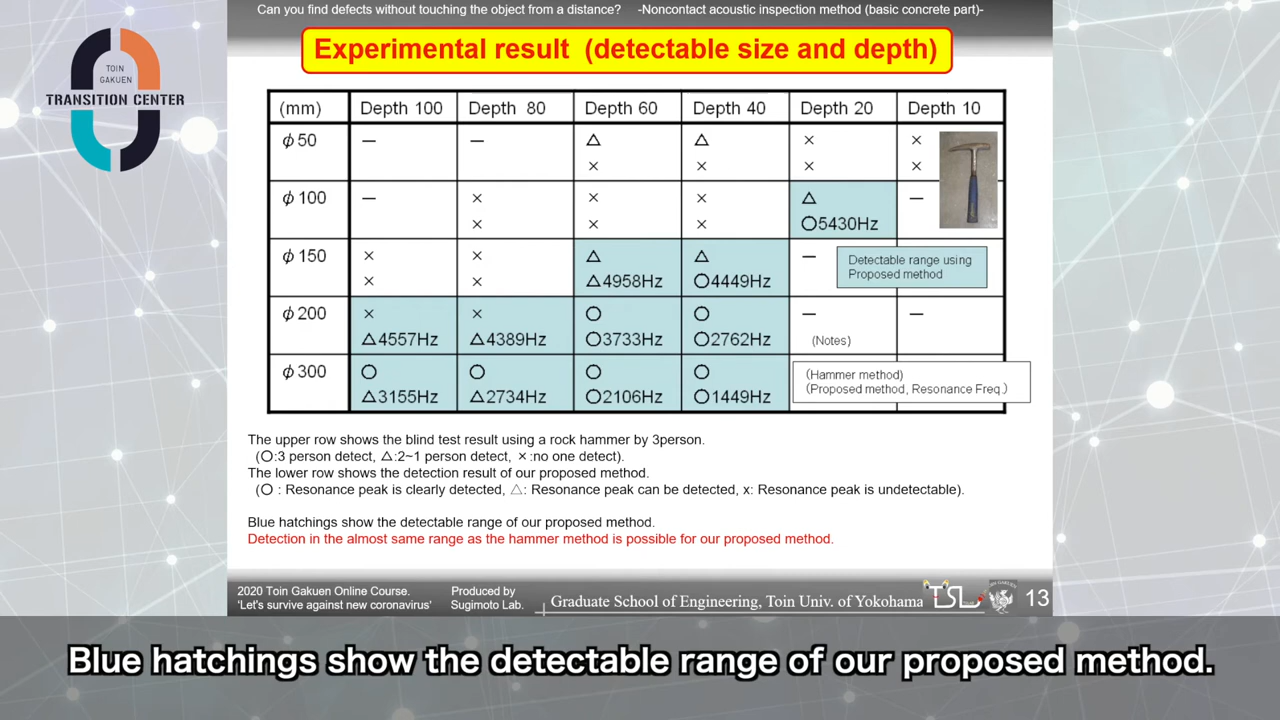 Can you find defects without touching the object from a distance? -Noncontact acoustic inspection method (basic concrete part)-
Experimental result (detectable size and depth)
TOIN
GAKUEN
TRANSITION CENTER
(mm) Depth 100 Depth 80 Depth 60 Depth 40 Depth 20 Depth 10
φ50 — — △ △ × ×
× × × ×
φ100 — × × × △ —
× × × ○5430Hz
φ150 × × △ △ —
× × △4958Hz ○4449Hz
Detectable range using
Proposed method
φ200 × × ○ ○ — —
△4557Hz △4389Hz ○3733Hz ○2762Hz (Notes)
φ300 ○ ○ ○ ○
△3155Hz △2734Hz ○2106Hz ○1449Hz
(Hammer method)
(Proposed method, Resonance Freq.)
The upper row shows the blind test result using a rock hammer by 3person.
(○:3 person detect, △:2~1 person detect, ×:no one detect).
The lower row shows the detection result of our proposed method.
(○ : Resonance peak is clearly detected, △: Resonance peak can be detected, x: Resonance peak is undetectable).
Blue hatchings show the detectable range of our proposed method.
Detection in the almost same range as the hammer method is possible for our proposed method.
2020 Toin Gakuen Online Course.
'Let's survive against new coronavirus'
Produced by
Sugimoto Lab.
Graduate School of Engineering, Toin Univ. of Yokohama
TSL
13
Blue hatchings show the detectable range of our proposed method.